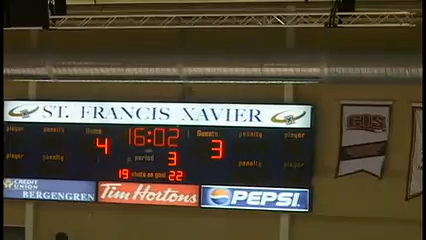 ST. FRANCIS XAVIER
player penalty Home 16:02 Guests penalty player
4 period 3 3
player penalty penalty player
19 shots on goal 22
CREDIT UNION
BERGENGREN
Tim Hortons
PEPSI